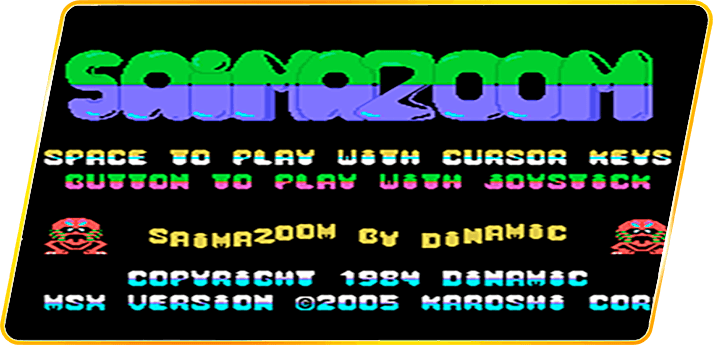 SAiMAZOOM
SPACE TO PLAY WiTH CURSOR KEYS
BUTTON TO PLAY WiTH JOYSTiCK
SAiMAZOOM BY DiNAMiC
COPYRiGHT 1984 DiNAMiC
MSX VERSiON ©2005 KAROSHi COR